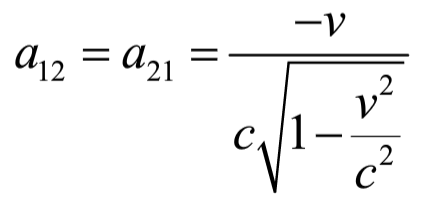 a₁₂ = a₂₁ = −v / (c√(1 − v²/c²))